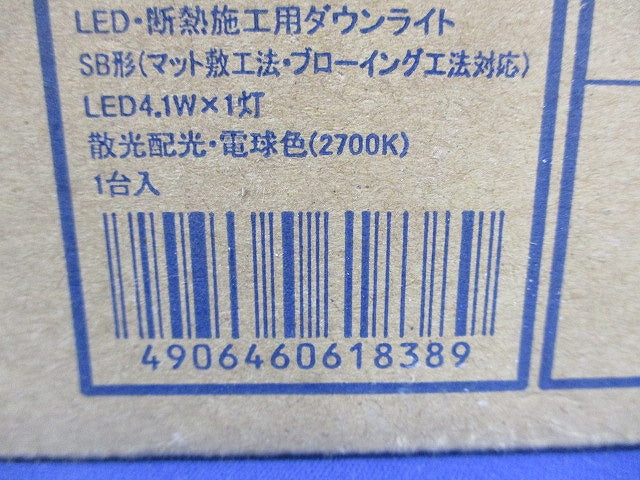 LED・断熱施工用ダウンライト
SB形(マット敷工法・ブローイング工法対応)
LED4.1W×1灯
散光配光・電球色(2700K)
1台入
4906460618389